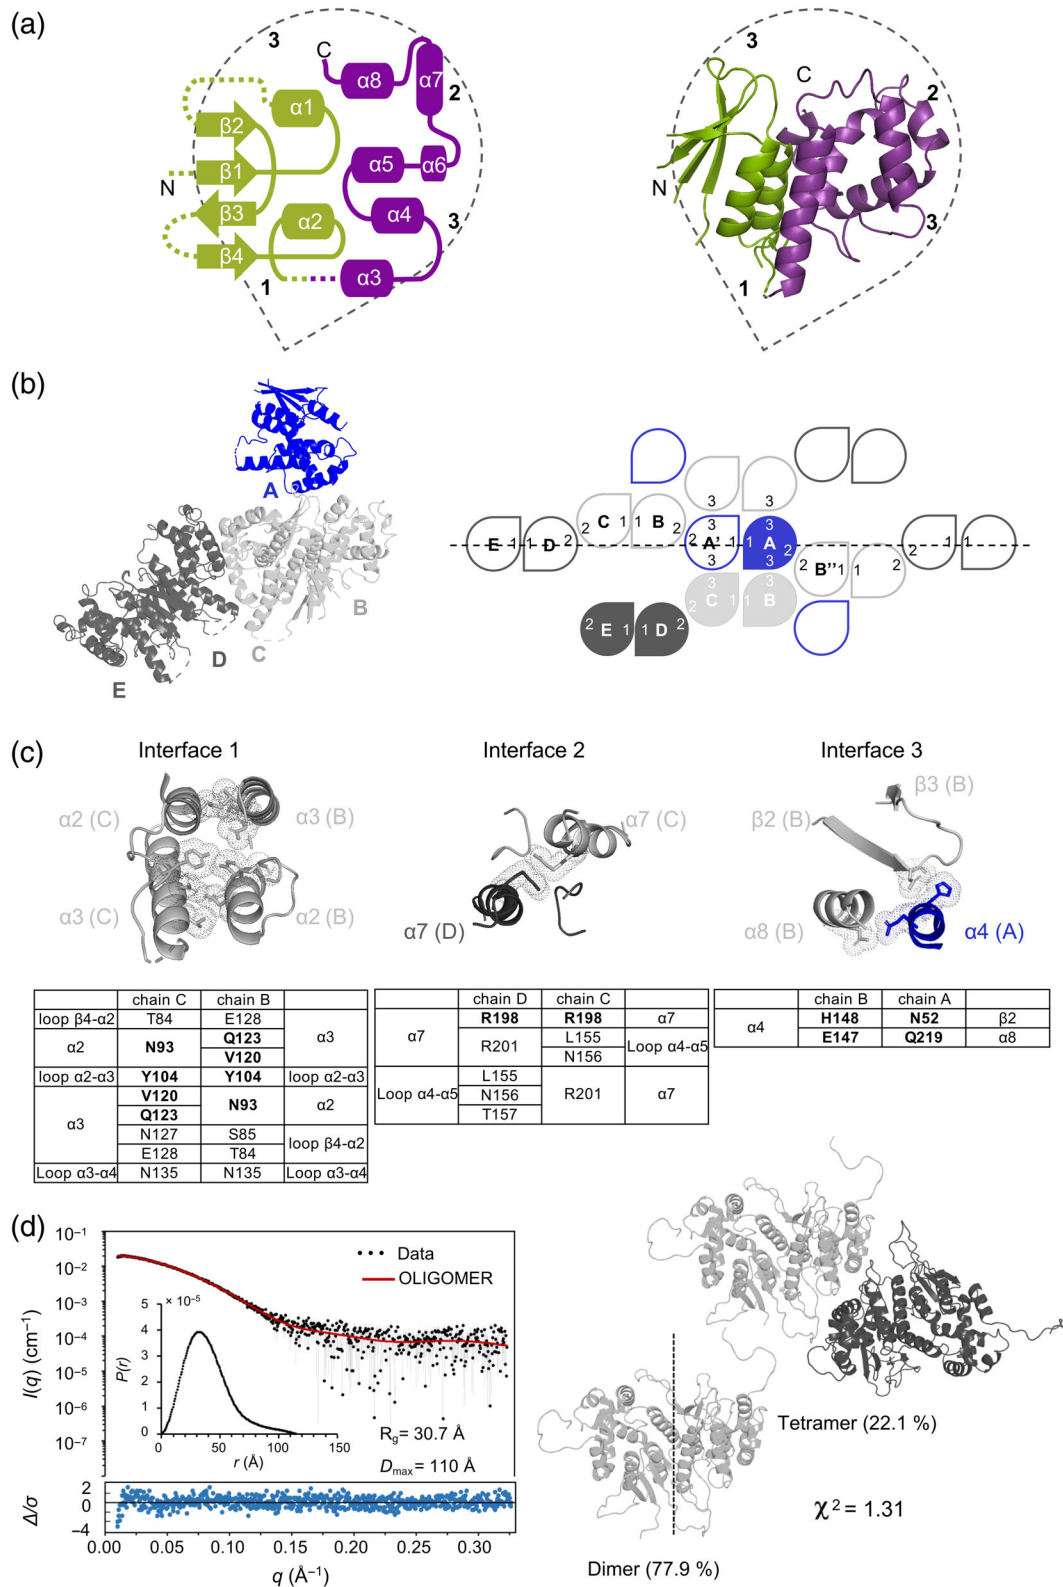 (a)
3
C
α8
α7
2
α1
β2
β1
N
α5
α6
β3
α2
α4
3
β4
α3
1
3
C
2
N
3
1
(b)
A
B
C
D
E
3
3
2 C 1
1 B 2
3
2 A' 1
3
3
1 A 2
3
E 1
1 D 2
2 B'' 1
1 2
2 1
1
3
2 C 1
3
1 B 2
2 E 1
1 D 2
(c)
Interface 1
α2 (C)
α3 (B)
α3 (C)
α2 (B)
Interface 2
α7 (C)
α7 (D)
Interface 3
β3 (B)
β2 (B)
α8 (B)
α4 (A)
chain C chain B
loop β4-α2 T84 E128 α3
α2 N93 Q123
V120
loop α2-α3 Y104 Y104 loop α2-α3
α3 V120 N93 α2
Q123
N127 S85 loop β4-α2
E128 T84
Loop α3-α4 N135 N135 Loop α3-α4
chain D chain C
α7 R198 R198 α7
R201 L155 Loop α4-α5
N156
Loop α4-α5 L155 R201 α7
N156
T157
chain B chain A
α4 H148 N52 β2
E147 Q219 α8
(d)
10⁻¹
10⁻²
10⁻³
10⁻⁴
10⁻⁵
10⁻⁶
10⁻⁷
I(q) (cm⁻¹)
Data
OLIGOMER
5 × 10⁻⁵
4
3
2
1
0
P(r)
0 50 100 150
r (Å)
Rg= 30.7 Å
Dmax= 110 Å
2
0
−4
Δ/σ
0.00 0.05 0.10 0.15 0.20 0.25 0.30
q (Å⁻¹)
Tetramer (22.1 %)
χ² = 1.31
Dimer (77.9 %)